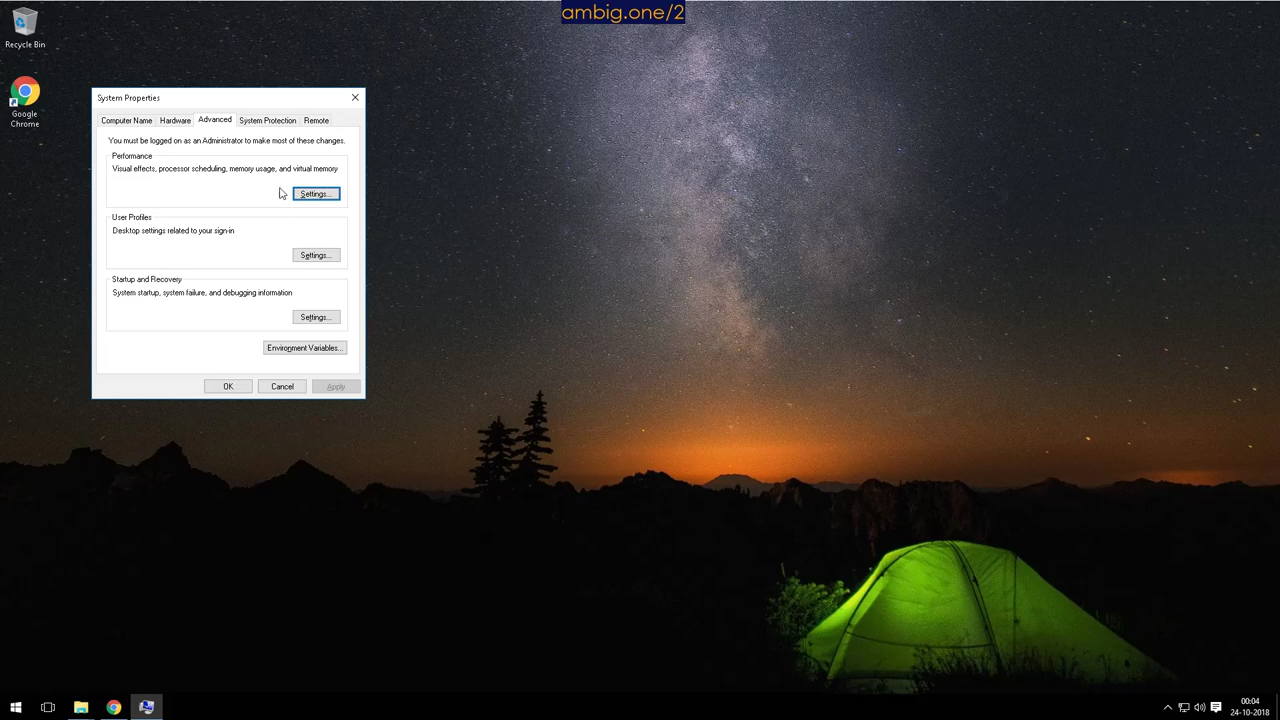 ambig.one/2
Recycle Bin
Google
Chrome
System Properties
Computer Name
Hardware
Advanced
System Protection
Remote
You must be logged on as an Administrator to make most of these changes.
Performance
Visual effects, processor scheduling, memory usage, and virtual memory
Settings...
User Profiles
Desktop settings related to your sign-in
Settings...
Startup and Recovery
System startup, system failure, and debugging information
Settings...
Environment Variables...
OK
Cancel
Apply
00:04
24-10-2018